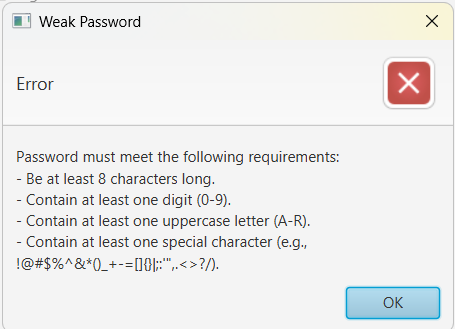 Weak Password
Error
Password must meet the following requirements:
- Be at least 8 characters long.
- Contain at least one digit (0-9).
- Contain at least one uppercase letter (A-R).
- Contain at least one special character (e.g.,
!@#$%^&*()_+-=[]{}|;:'",.<>?/).
OK